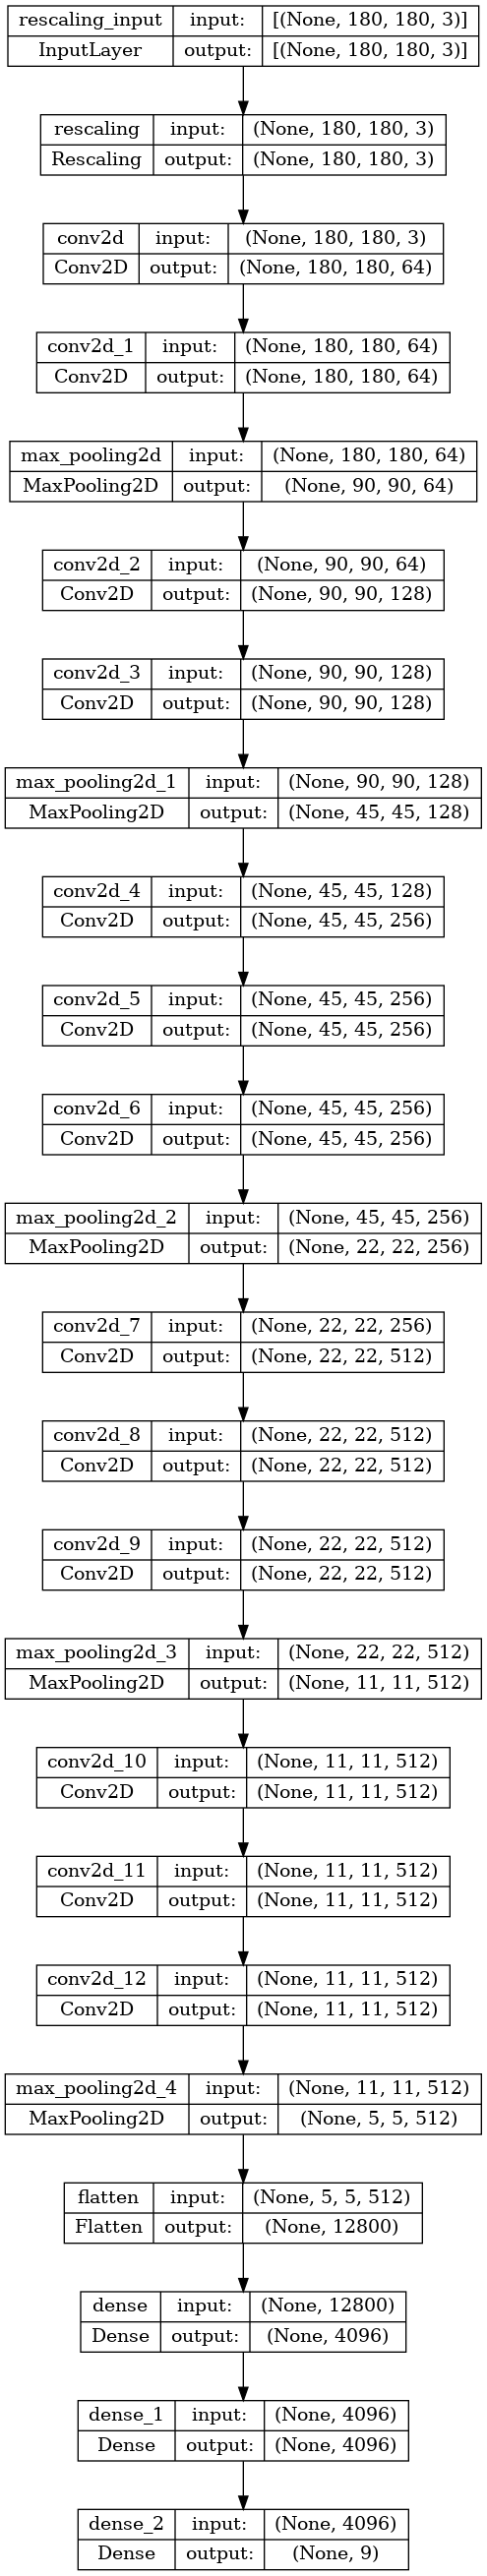 rescaling_input input: [(None, 180, 180, 3)]
InputLayer output: [(None, 180, 180, 3)]
rescaling input: (None, 180, 180, 3)
Rescaling output: (None, 180, 180, 3)
conv2d input: (None, 180, 180, 3)
Conv2D output: (None, 180, 180, 64)
conv2d_1 input: (None, 180, 180, 64)
Conv2D output: (None, 180, 180, 64)
max_pooling2d input: (None, 180, 180, 64)
MaxPooling2D output: (None, 90, 90, 64)
conv2d_2 input: (None, 90, 90, 64)
Conv2D output: (None, 90, 90, 128)
conv2d_3 input: (None, 90, 90, 128)
Conv2D output: (None, 90, 90, 128)
max_pooling2d_1 input: (None, 90, 90, 128)
MaxPooling2D output: (None, 45, 45, 128)
conv2d_4 input: (None, 45, 45, 128)
Conv2D output: (None, 45, 45, 256)
conv2d_5 input: (None, 45, 45, 256)
Conv2D output: (None, 45, 45, 256)
conv2d_6 input: (None, 45, 45, 256)
Conv2D output: (None, 45, 45, 256)
max_pooling2d_2 input: (None, 45, 45, 256)
MaxPooling2D output: (None, 22, 22, 256)
conv2d_7 input: (None, 22, 22, 256)
Conv2D output: (None, 22, 22, 512)
conv2d_8 input: (None, 22, 22, 512)
Conv2D output: (None, 22, 22, 512)
conv2d_9 input: (None, 22, 22, 512)
Conv2D output: (None, 22, 22, 512)
max_pooling2d_3 input: (None, 22, 22, 512)
MaxPooling2D output: (None, 11, 11, 512)
conv2d_10 input: (None, 11, 11, 512)
Conv2D output: (None, 11, 11, 512)
conv2d_11 input: (None, 11, 11, 512)
Conv2D output: (None, 11, 11, 512)
conv2d_12 input: (None, 11, 11, 512)
Conv2D output: (None, 11, 11, 512)
max_pooling2d_4 input: (None, 11, 11, 512)
MaxPooling2D output: (None, 5, 5, 512)
flatten input: (None, 5, 5, 512)
Flatten output: (None, 12800)
dense input: (None, 12800)
Dense output: (None, 4096)
dense_1 input: (None, 4096)
Dense output: (None, 4096)
dense_2 input: (None, 4096)
Dense output: (None, 9)